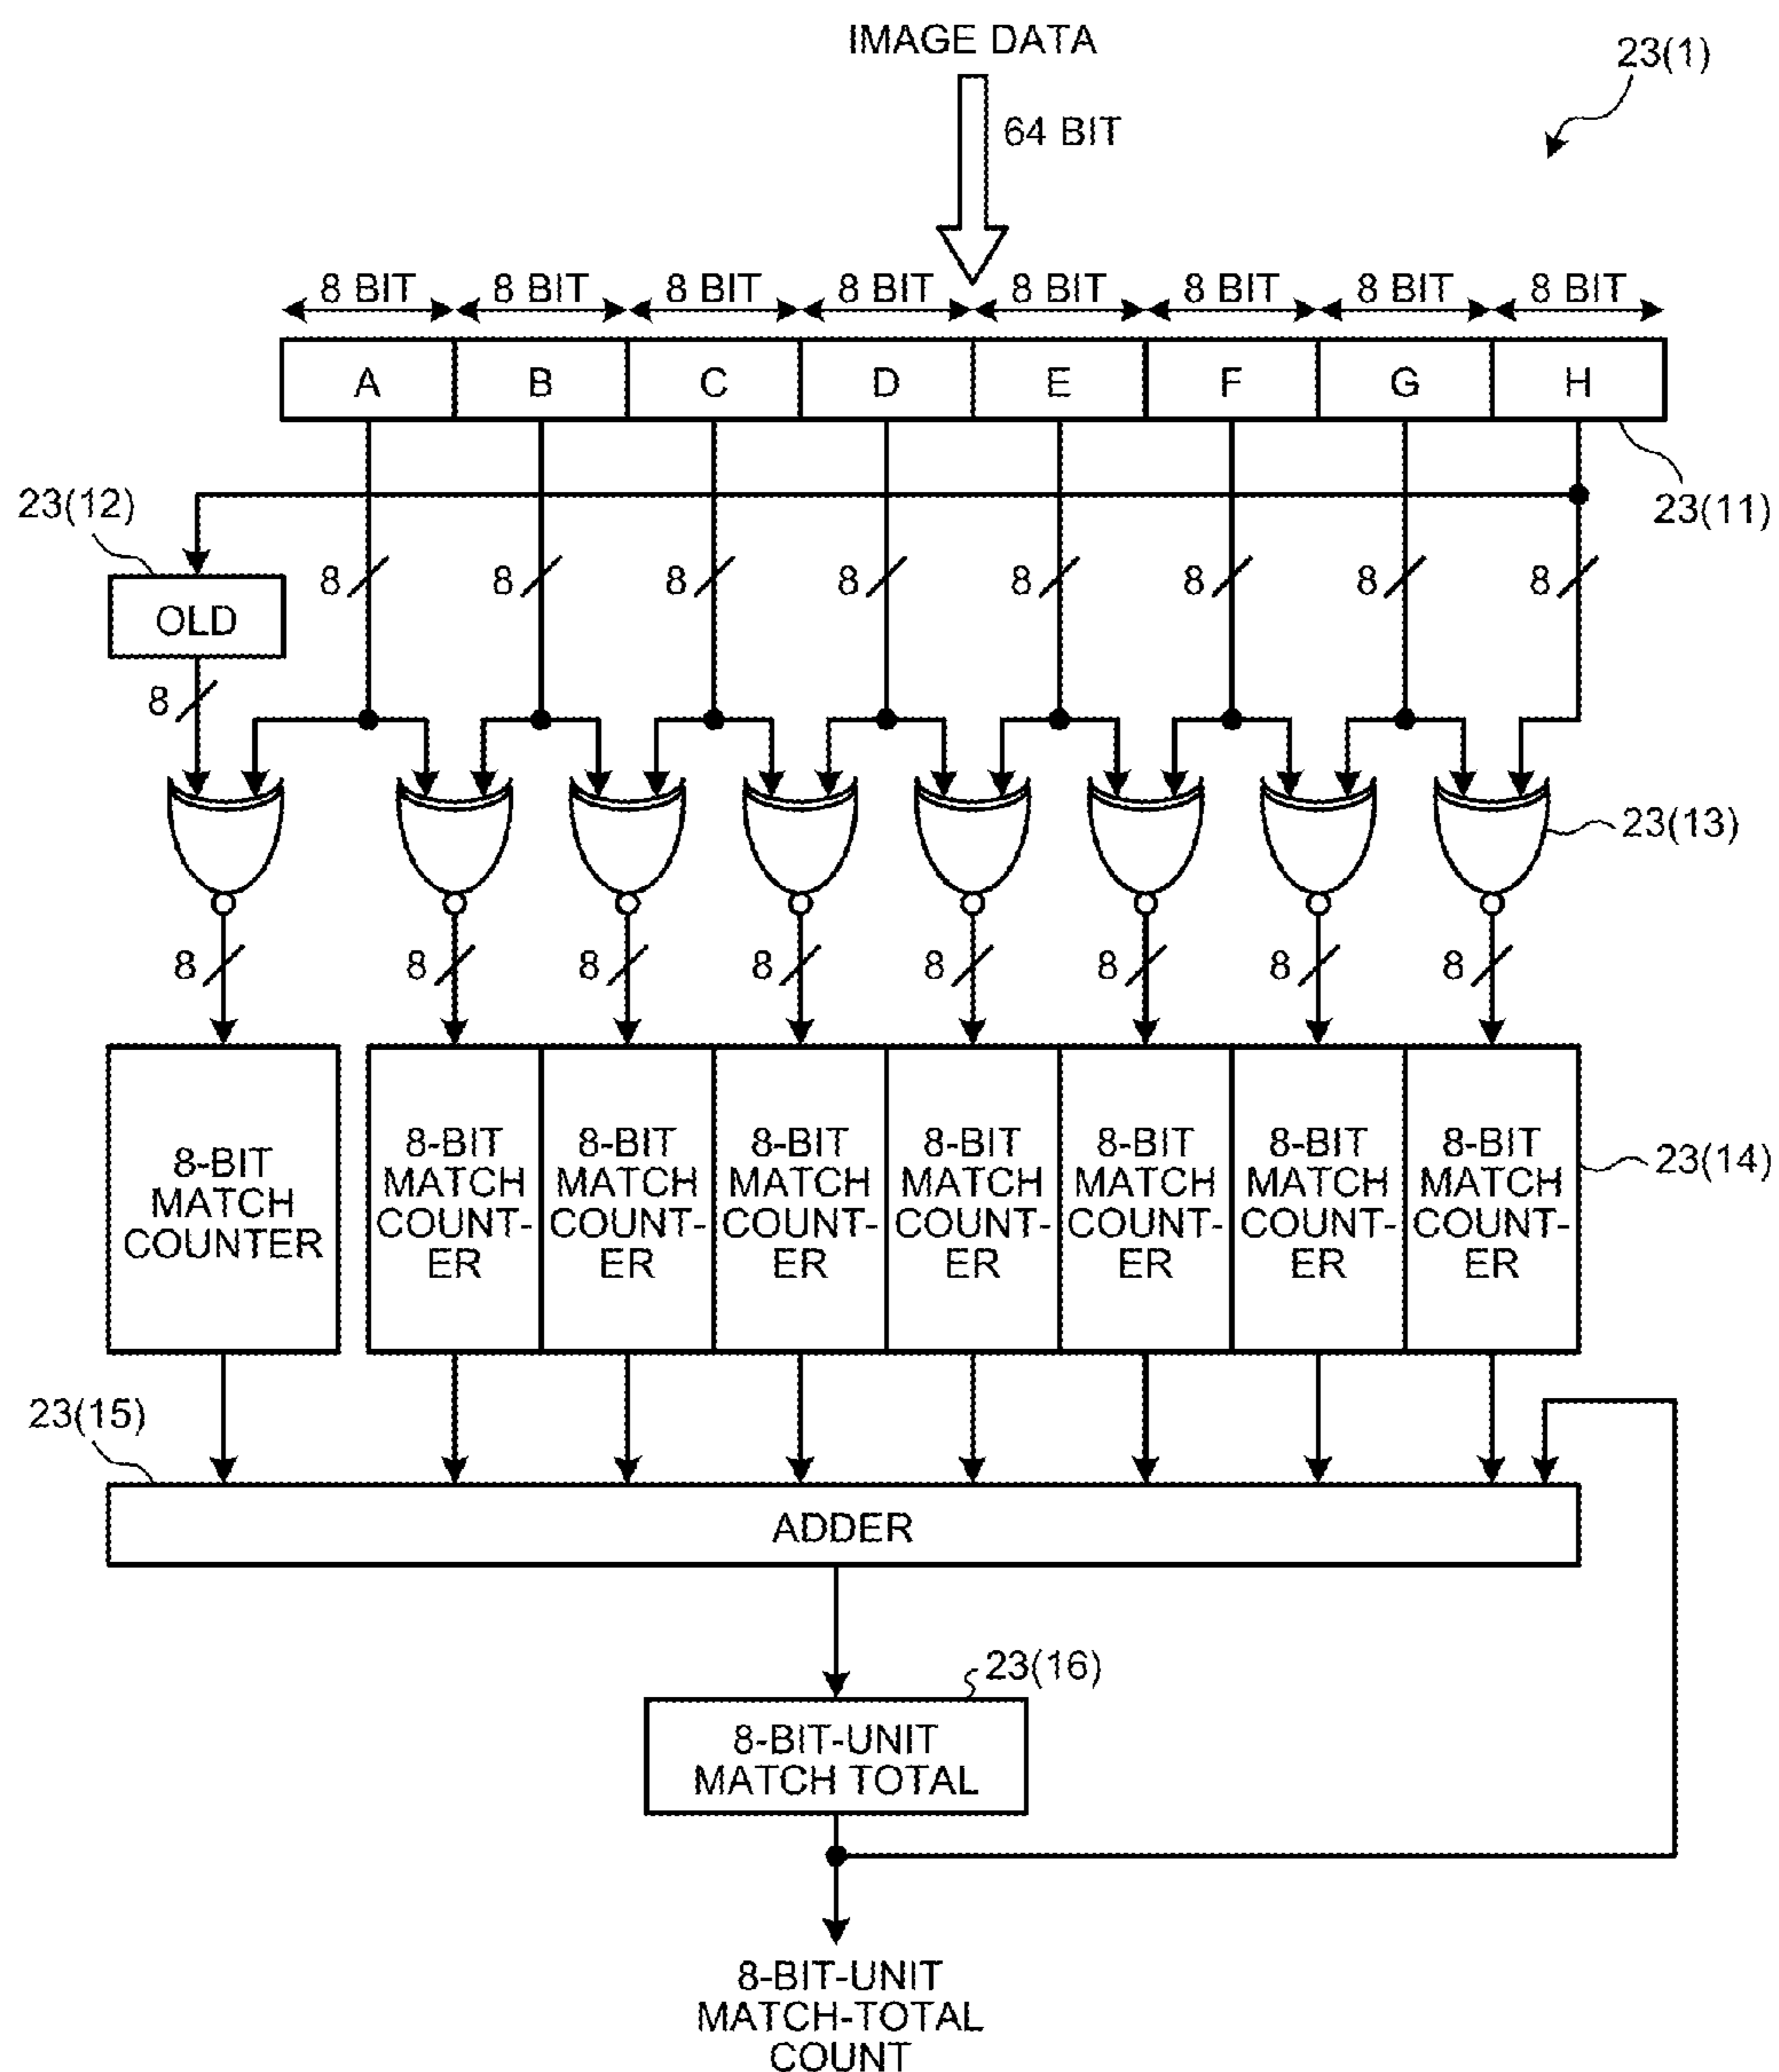 IMAGE DATA
23(1)
64 BIT
8 BIT 8 BIT 8 BIT 8 BIT 8 BIT 8 BIT 8 BIT 8 BIT
A B C D E F G H
23(12)
23(11)
8 8 8 8 8 8 8 8
OLD
8
23(13)
8 8 8 8 8 8 8 8
8-BIT
MATCH
COUNTER
8-BIT
MATCH
COUNT-
ER
8-BIT
MATCH
COUNT-
ER
8-BIT
MATCH
COUNT-
ER
8-BIT
MATCH
COUNT-
ER
8-BIT
MATCH
COUNT-
ER
8-BIT
MATCH
COUNT-
ER
8-BIT
MATCH
COUNT-
ER
23(14)
23(15)
ADDER
23(16)
8-BIT-UNIT
MATCH TOTAL
8-BIT-UNIT
MATCH-TOTAL
COUNT